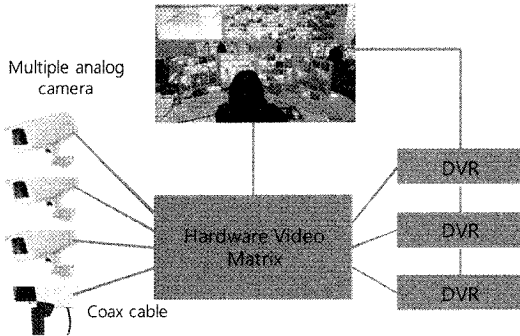 Multiple analog
camera
Hardware Video
Matrix
DVR
DVR
DVR
Coax cable